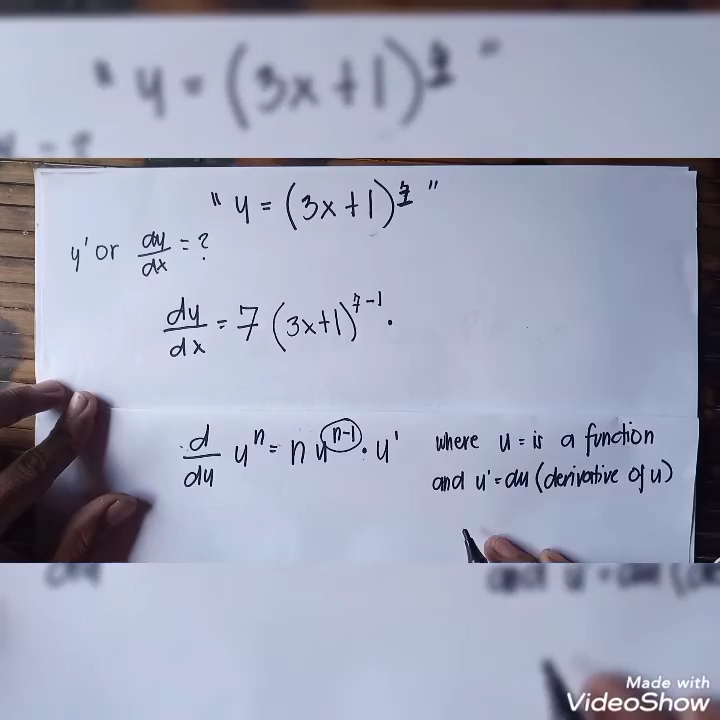 " y = (3x+1)^7 "
y' or dy/dx = ?
dy/dx = 7 (3x+1)^7-1 .
d/du u^n = n u^n-1 . u' where u = is a function
and u' = du (derivative of u)
Made with
VideoShow